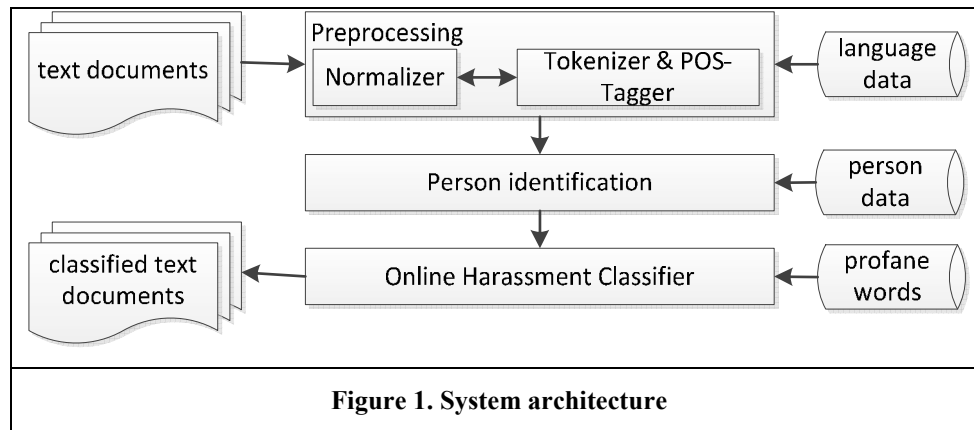 text documents
Preprocessing
Normalizer
Tokenizer & POS-
Tagger
language
data
Person identification
person
data
classified text
documents
Online Harassment Classifier
profane
words
Figure 1. System architecture